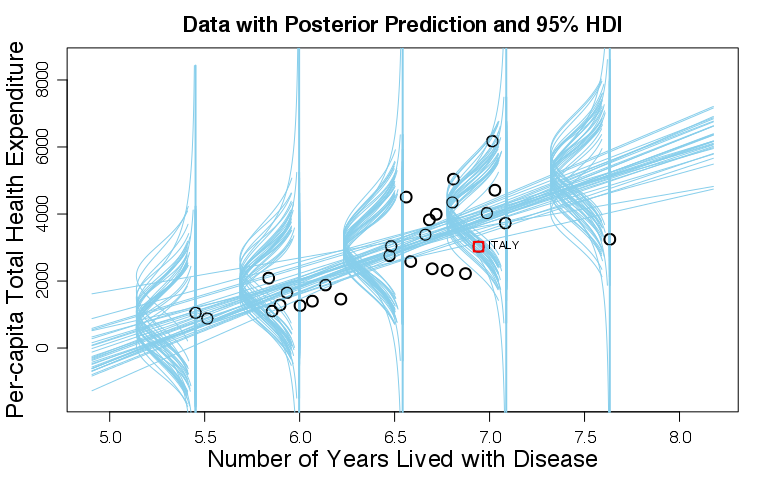 Data with Posterior Prediction and 95% HDI
Per-capita Total Health Expenditure
8000
6000
4000
2000
0
ITALY
5.0 5.5 6.0 6.5 7.0 7.5 8.0
Number of Years Lived with Disease